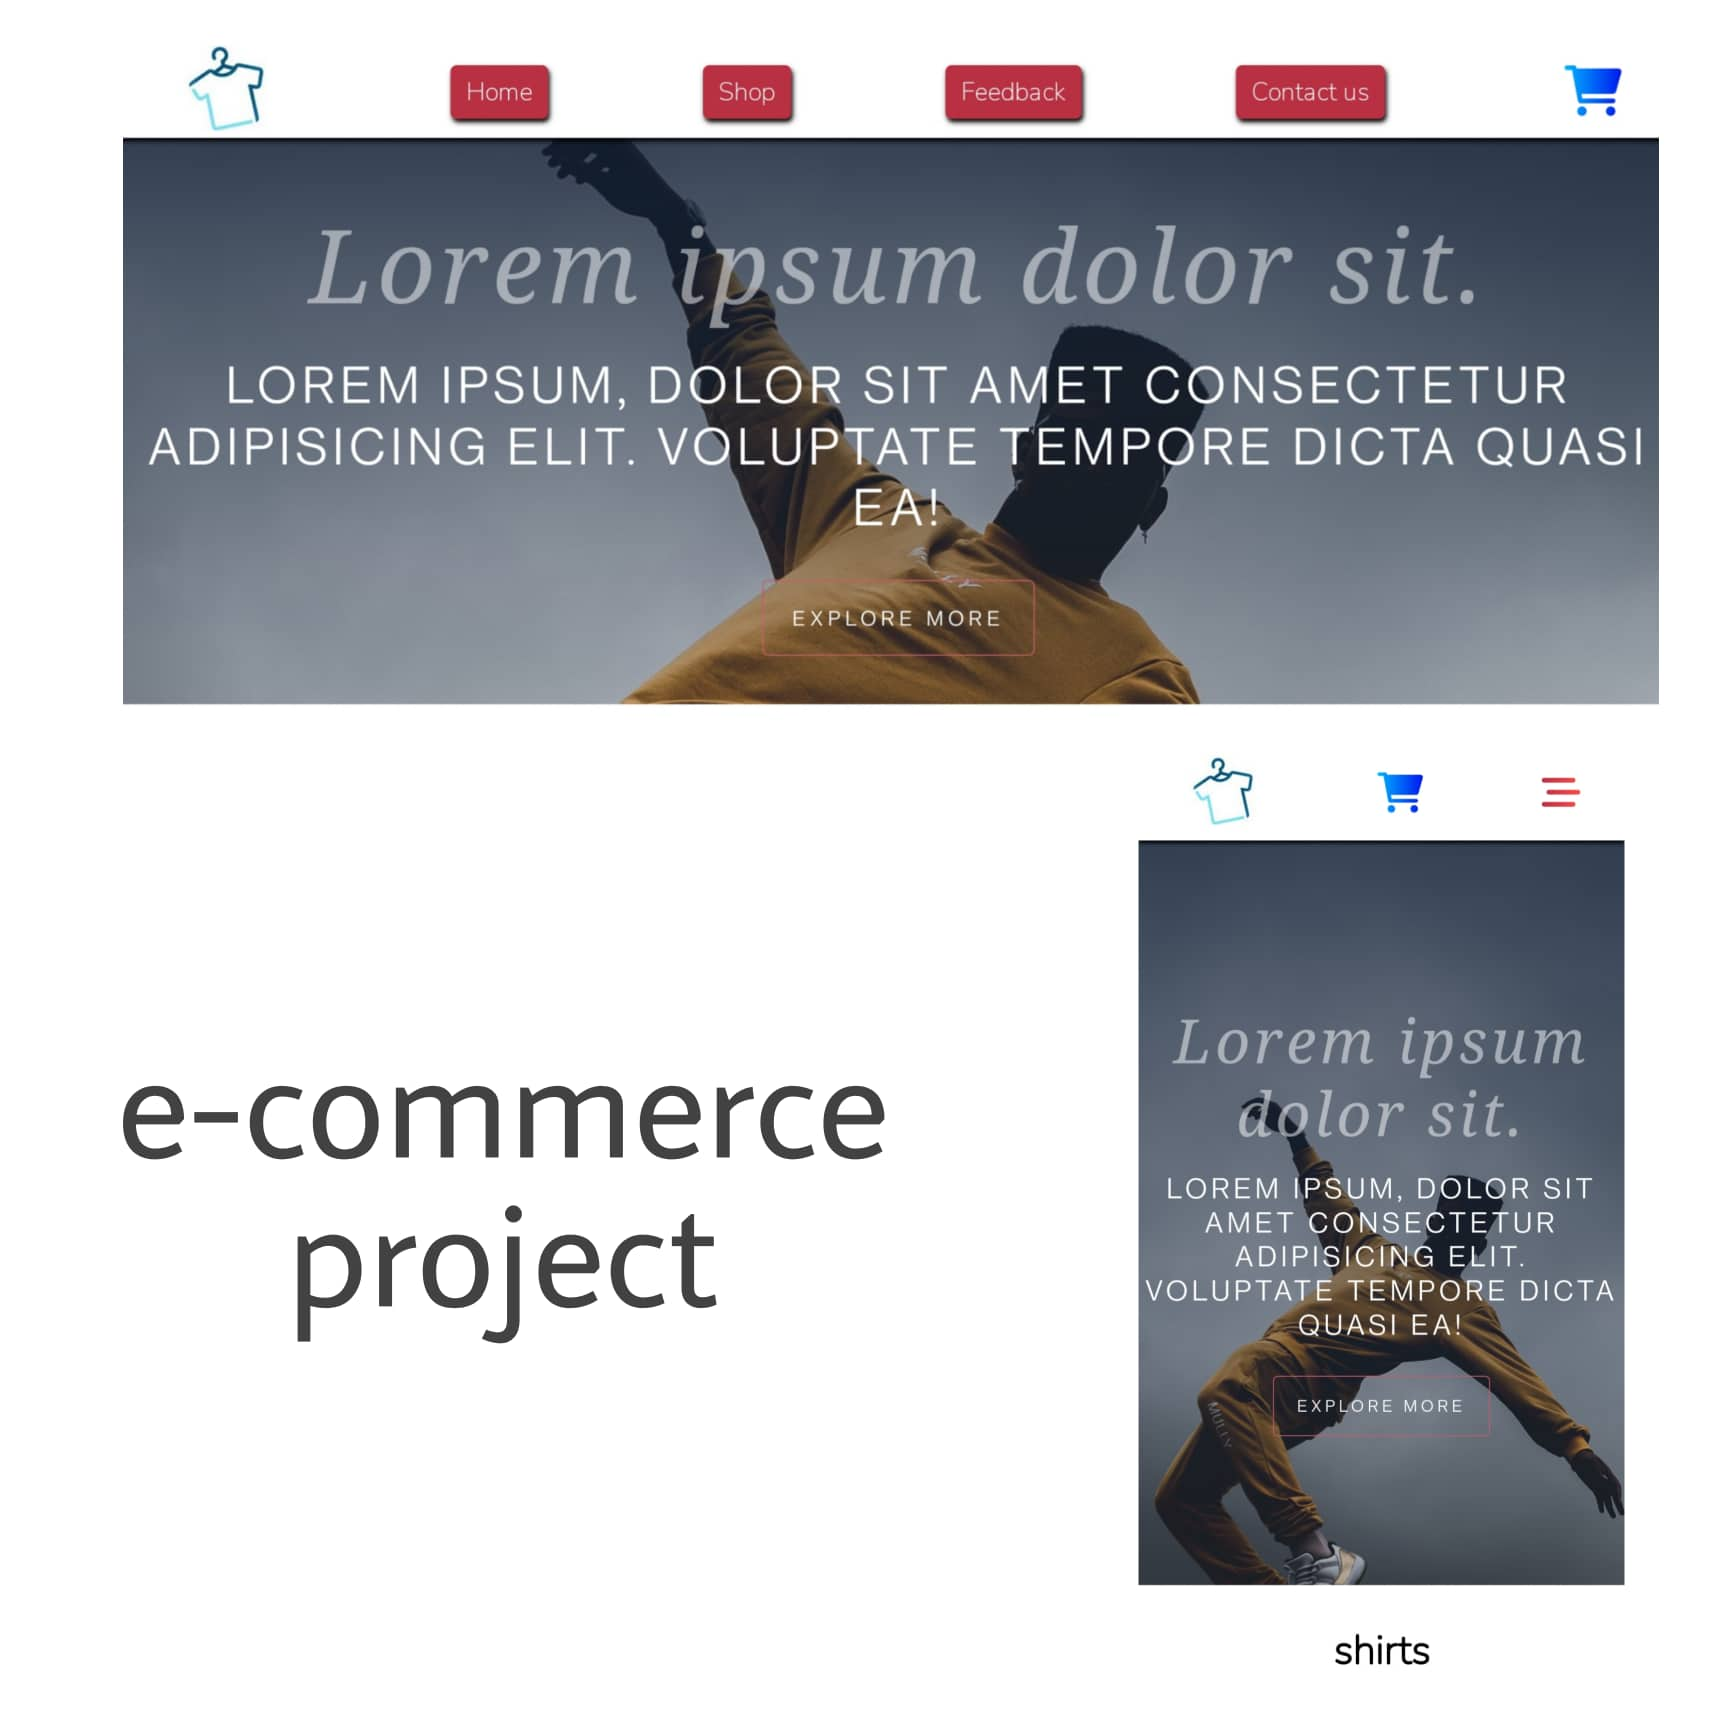 Home Shop Feedback Contact us
Lorem ipsum dolor sit.
LOREM IPSUM, DOLOR SIT AMET CONSECTETUR
ADIPISICING ELIT. VOLUPTATE TEMPORE DICTA QUASI
EA!
EXPLORE MORE
e-commerce
project
Lorem ipsum
dolor sit.
LOREM IPSUM, DOLOR SIT
AMET CONSECTETUR
ADIPISICING ELIT.
VOLUPTATE TEMPORE DICTA
QUASI EA!
EXPLORE MORE
MULLY
shirts